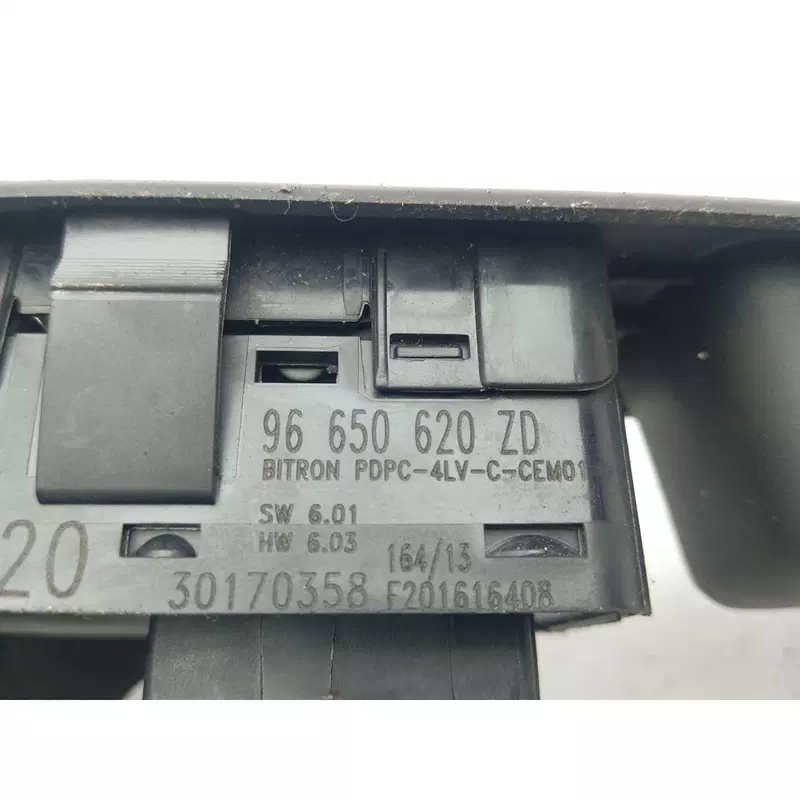 96 650 620 ZD
BITRON PDPC-4LV-C-CEM01
SW 6.01
HW 6.03
164/13
20
30170358
F201616408